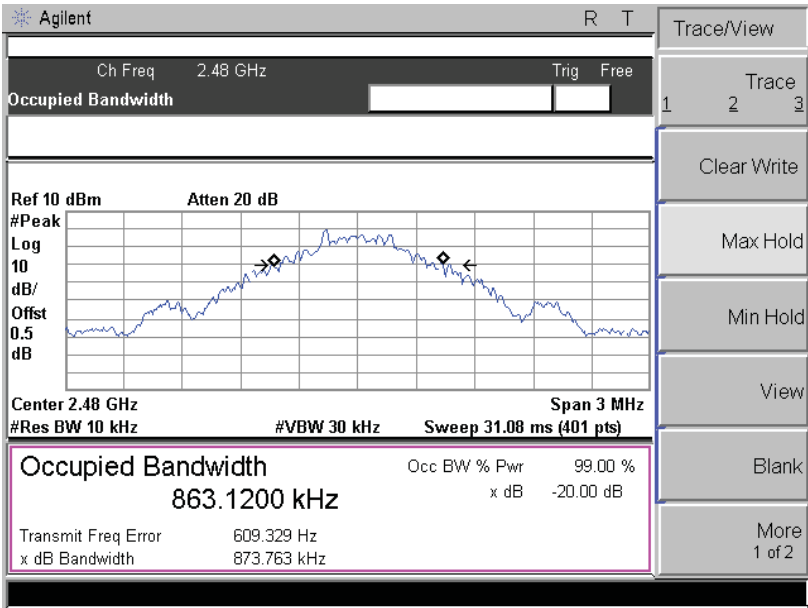 Agilent R T
Trace/View
Ch Freq 2.48 GHz Trig Free
Occupied Bandwidth
Trace
1 2 3
Clear Write
Max Hold
Min Hold
View
Blank
More
1 of 2
Ref 10 dBm Atten 20 dB
#Peak
Log
10
dB/
Offst
0.5
dB
Center 2.48 GHz Span 3 MHz
#Res BW 10 kHz #VBW 30 kHz Sweep 31.08 ms (401 pts)
Occupied Bandwidth Occ BW % Pwr 99.00 %
863.1200 kHz x dB -20.00 dB
Transmit Freq Error 609.329 Hz
x dB Bandwidth 873.763 kHz